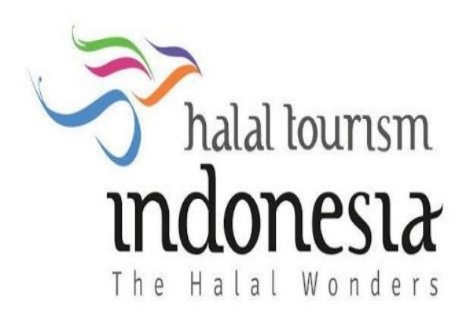 halal tourism
indonesia
The Halal Wonders